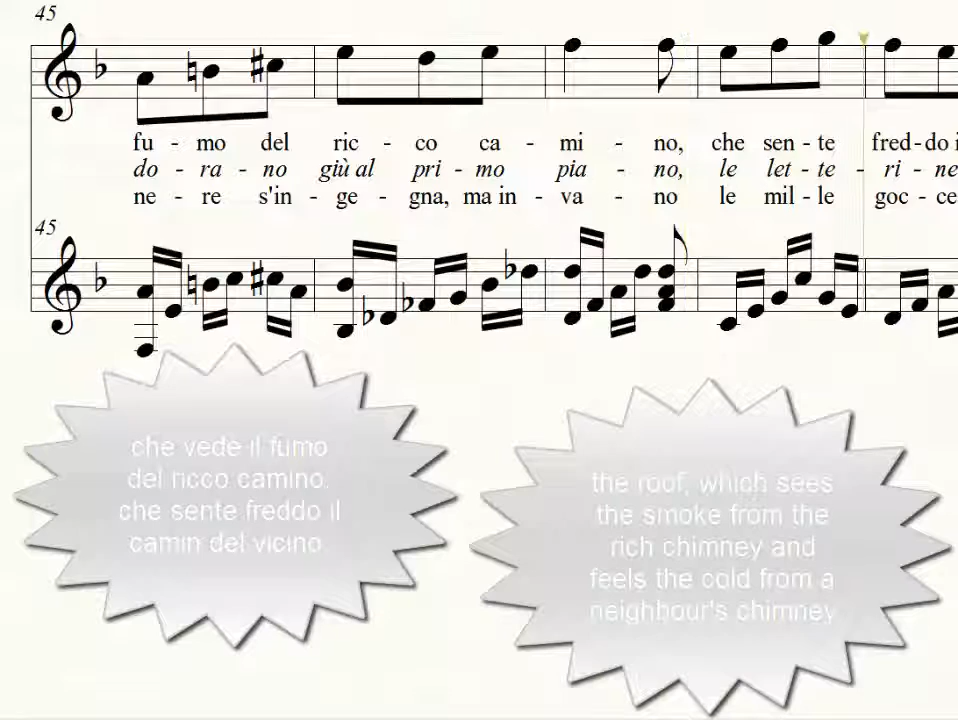 45
fu - mo del ric - co ca - mi - no, che sen - te fred - do i
do - ra - no giù al pri - mo pia - no, le let - te - ri - ne
ne - re s'in - ge - gna, ma in - va - no le mil - le goc - ce
45
che vede il fumo
del ricco camino,
che sente freddo il
camin del vicino
the roof, which sees
the smoke from the
rich chimney and
feels the cold from a
neighbour's chimney